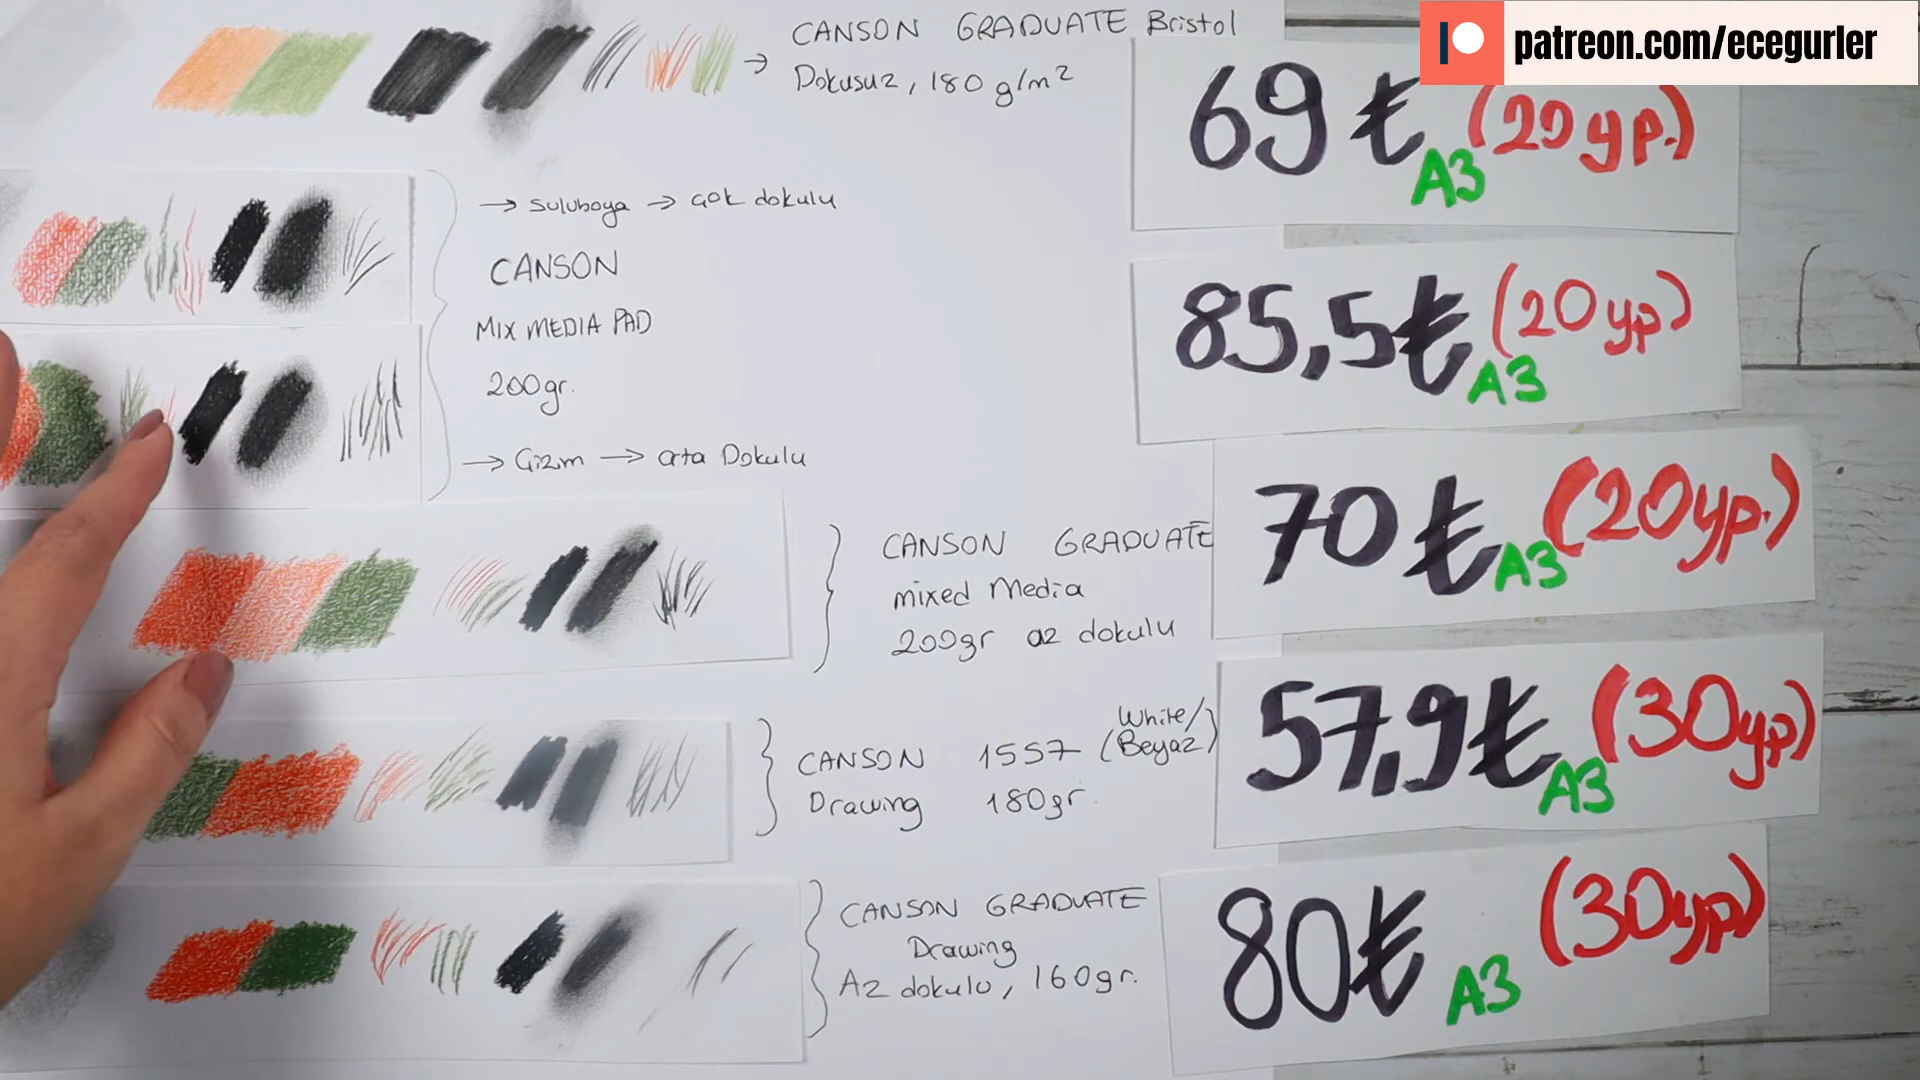 patreon.com/ecegurler
CANSON GRADUATE Bristol
Dokusuz, 180 g/m²
69 ₺ A3 (20 yp.)
→ suluboya → çok dokulu
CANSON
MIX MEDIA PAD
200gr.
→ Çizim → orta Dokulu
85,5₺ A3 (20 yp)
CANSON GRADUATE
mixed Media
200gr az dokulu
70 ₺ A3 (20yp.)
CANSON 1557 (White/
Beyaz)
Drawing 180gr.
57,9₺ A3 (30yp)
CANSON GRADUATE
Drawing
Az dokulu, 160gr.
80₺ A3 (30yp)